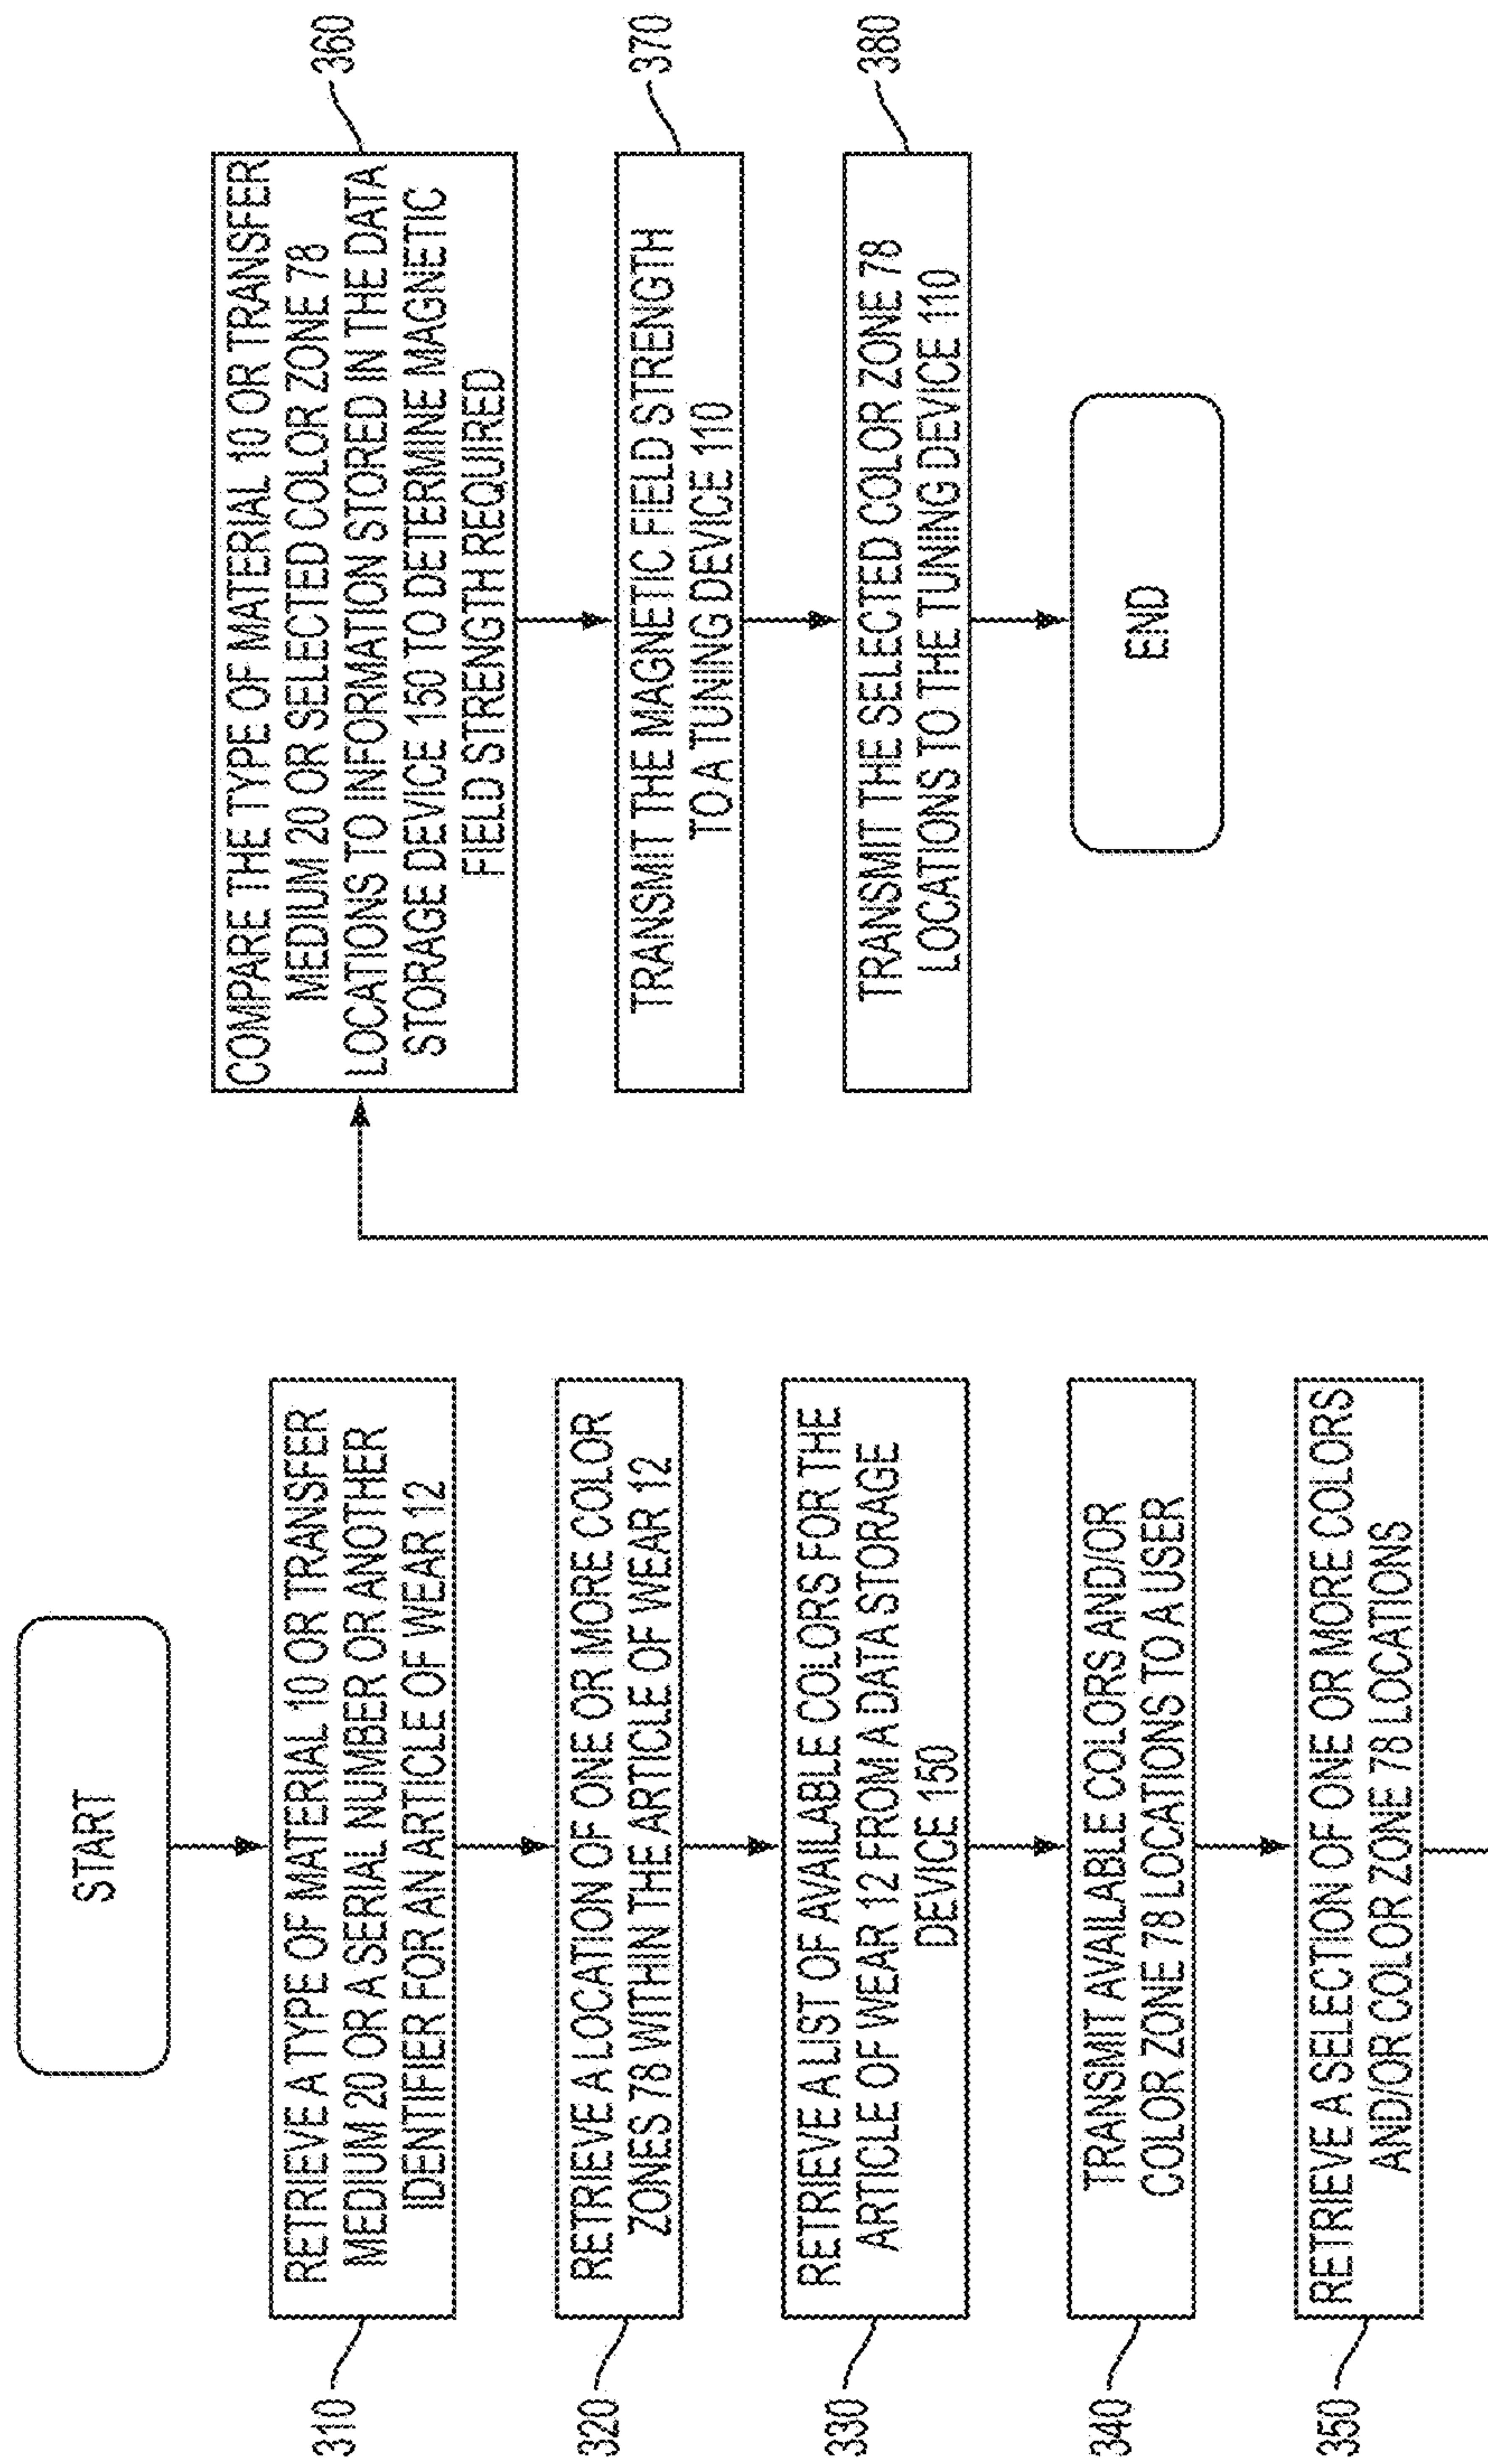 START
310
RETRIEVE A TYPE OF MATERIAL 10 OR TRANSFER
MEDIUM 20 OR A SERIAL NUMBER OR ANOTHER
IDENTIFIER FOR AN ARTICLE OF WEAR 12
320
RETRIEVE A LOCATION OF ONE OR MORE COLOR
ZONES 78 WITHIN THE ARTICLE OF WEAR 12
330
RETRIEVE A LIST OF AVAILABLE COLORS FOR THE
ARTICLE OF WEAR 12 FROM A DATA STORAGE
DEVICE 150
340
TRANSMIT AVAILABLE COLORS AND/OR
COLOR ZONE 78 LOCATIONS TO A USER
350
RETRIEVE A SELECTION OF ONE OR MORE COLORS
AND/OR COLOR ZONE 78 LOCATIONS
360
COMPARE THE TYPE OF MATERIAL 10 OR TRANSFER
MEDIUM 20 OR SELECTED COLOR ZONE 78
LOCATIONS TO INFORMATION STORED IN THE DATA
STORAGE DEVICE 150 TO DETERMINE MAGNETIC
FIELD STRENGTH REQUIRED
370
TRANSMIT THE MAGNETIC FIELD STRENGTH
TO A TUNING DEVICE 110
380
TRANSMIT THE SELECTED COLOR ZONE 78
LOCATIONS TO THE TUNING DEVICE 110
END